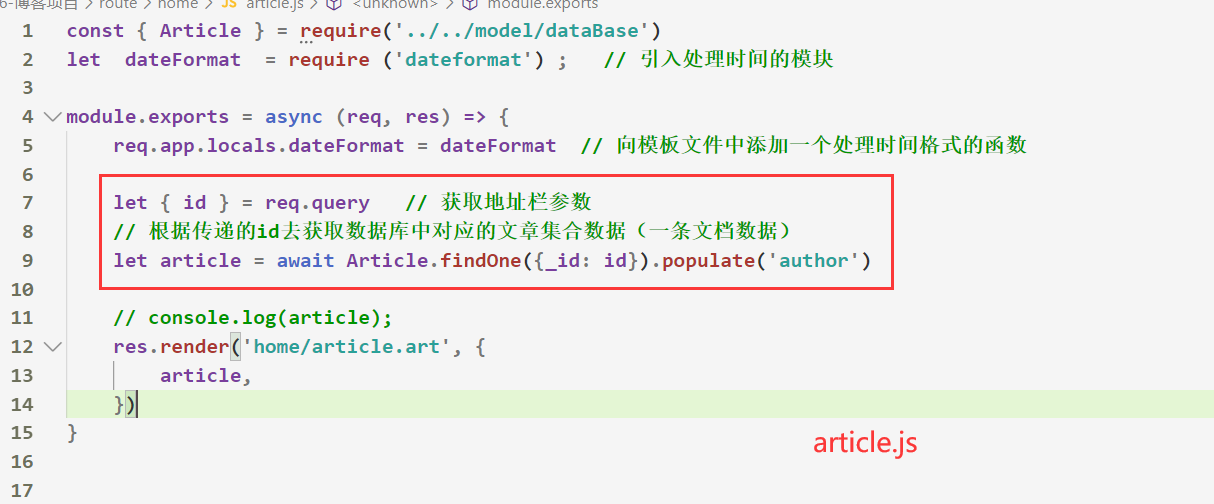 6-博客项目 > route > home > JS article.js > <unknown> > module.exports
1 const { Article } = require('../../model/dataBase')
2 let  dateFormat  = require ('dateformat') ;   // 引入处理时间的模块
3
4 module.exports = async (req, res) => {
5     req.app.locals.dateFormat = dateFormat  // 向模板文件中添加一个处理时间格式的函数
6
7     let { id } = req.query   // 获取地址栏参数
8     // 根据传递的id去获取数据库中对应的文章集合数据（一条文档数据）
9     let article = await Article.findOne({_id: id}).populate('author')
10
11     // console.log(article);
12     res.render('home/article.art', {
13         article,
14     })
15 }
article.js
16
17